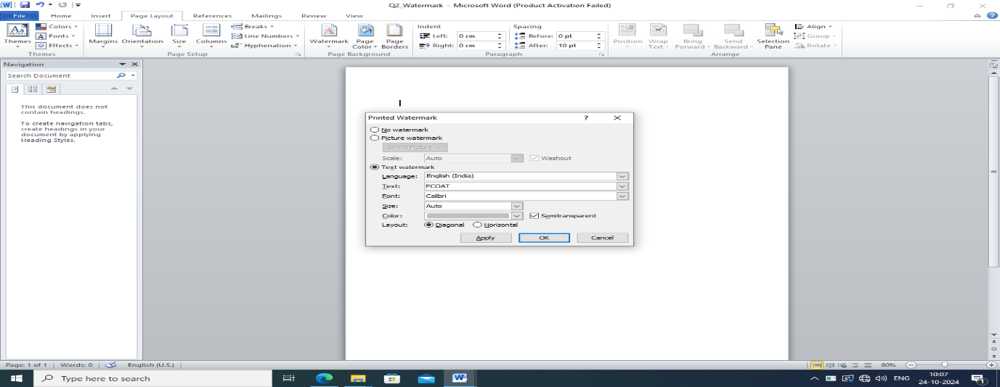 Q2_Watermark - Microsoft Word (Product Activation Failed)
File Home Insert Page Layout References Mailings Review View
Themes
Colors
Fonts
Effects
Themes
Margins Orientation Size Columns
Breaks
Line Numbers
Hyphenation
Page Setup
Watermark Page Color Page Borders
Page Background
Indent
Left: 0 cm
Right: 0 cm
Spacing
Before: 0 pt
After: 10 pt
Paragraph
Position Wrap Text Bring Forward Send Backward Selection Pane
Align
Group
Rotate
Arrange
Navigation
Search Document
This document does not
contain headings.
To create navigation tabs,
create headings in your
document by applying
Heading Styles.
Printed Watermark
No watermark
Picture watermark
Select Picture...
Scale: Auto Washout
Text watermark
Language: English (India)
Text: FCOAT
Font: Calibri
Size: Auto
Color: Semitransparent
Layout: Diagonal Horizontal
Apply OK Cancel
Page: 1 of 1 Words: 0 English (U.S.) 80%
Type here to search
ENG
10:07
24-10-2024